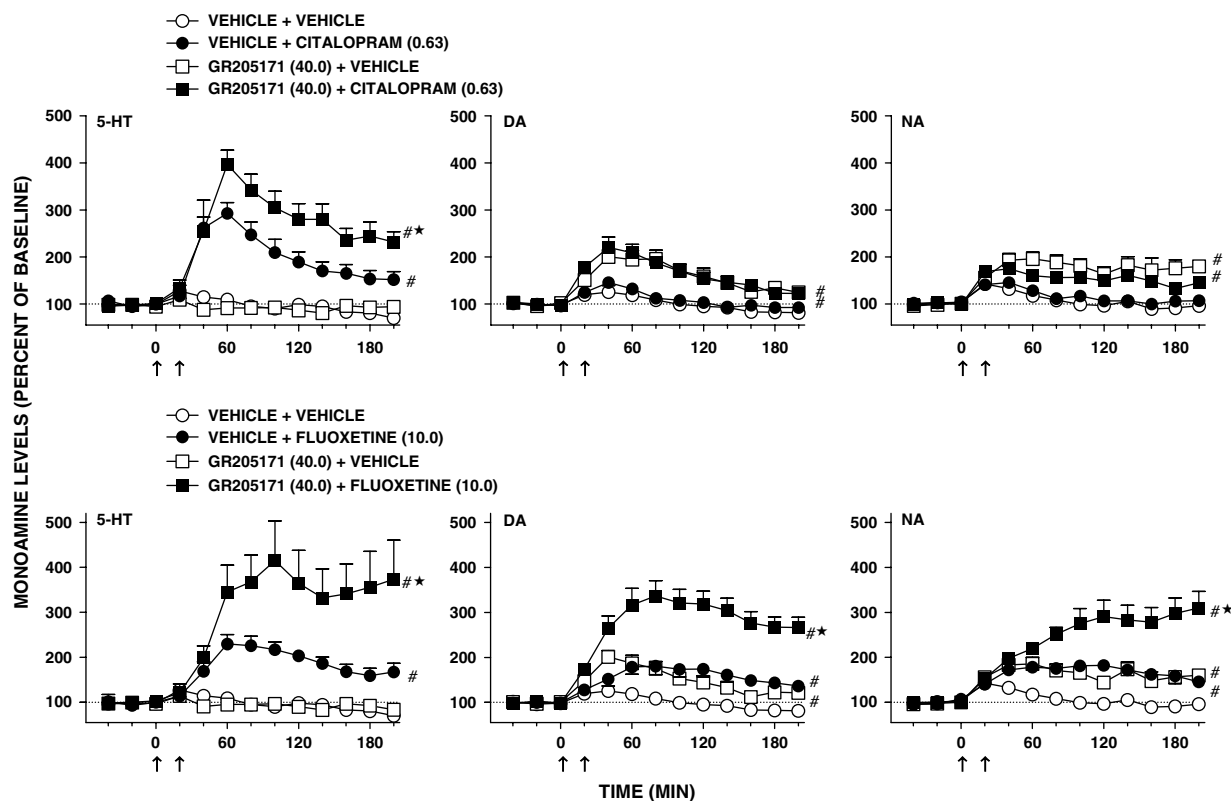 VEHICLE + VEHICLE
VEHICLE + CITALOPRAM (0.63)
GR205171 (40.0) + VEHICLE
GR205171 (40.0) + CITALOPRAM (0.63)
MONOAMINE LEVELS (PERCENT OF BASELINE)
5-HT
500
400
300
200
100
0 60 120 180
↑ ↑
#★
#
DA
500
400
300
200
100
0 60 120 180
↑ ↑
#
#
NA
500
400
300
200
100
0 60 120 180
↑ ↑
#
#
VEHICLE + VEHICLE
VEHICLE + FLUOXETINE (10.0)
GR205171 (40.0) + VEHICLE
GR205171 (40.0) + FLUOXETINE (10.0)
5-HT
500
400
300
200
100
0 60 120 180
↑ ↑
#★
#
DA
500
400
300
200
100
0 60 120 180
↑ ↑
#★
#
#
NA
500
400
300
200
100
0 60 120 180
↑ ↑
#★
#
#
TIME (MIN)